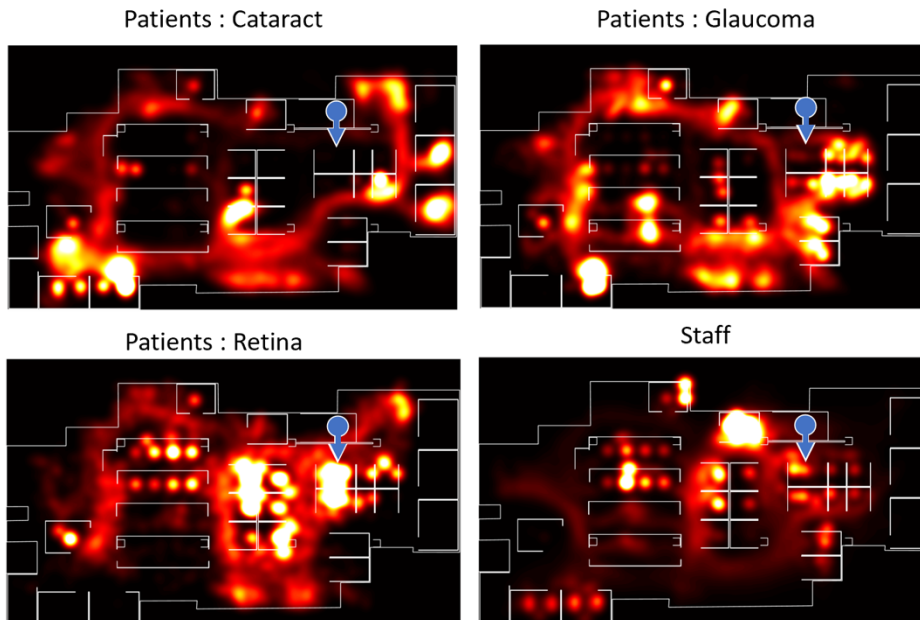 Patients : Cataract
Patients : Glaucoma
Patients : Retina
Staff